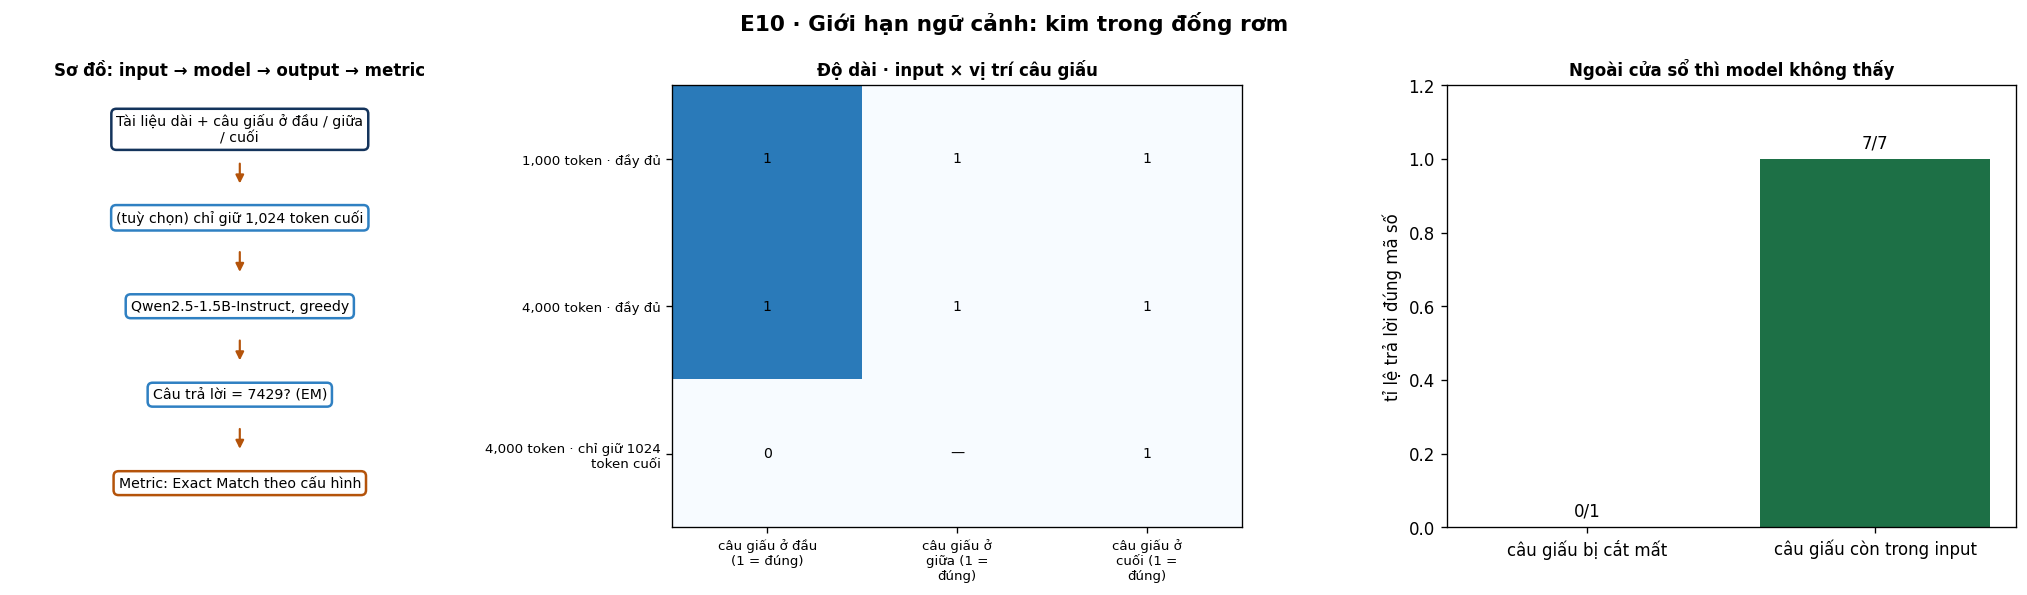 E10 · Giới hạn ngữ cảnh: kim trong đống rơm
Sơ đồ: input → model → output → metric
Tài liệu dài + câu giấu ở đầu / giữa
/ cuối
(tuỳ chọn) chỉ giữ 1,024 token cuối
Qwen2.5-1.5B-Instruct, greedy
Câu trả lời = 7429? (EM)
Metric: Exact Match theo cấu hình
Độ dài · input × vị trí câu giấu
1,000 token · đầy đủ
1
1
1
4,000 token · đầy đủ
1
1
1
4,000 token · chỉ giữ 1024
token cuối
0
—
1
câu giấu ở đầu
(1 = đúng)
câu giấu ở
giữa (1 =
đúng)
câu giấu ở
cuối (1 =
đúng)
Ngoài cửa sổ thì model không thấy
tỉ lệ trả lời đúng mã số
1.2
1.0
0.8
0.6
0.4
0.2
0.0
0/1
7/7
câu giấu bị cắt mất
câu giấu còn trong input